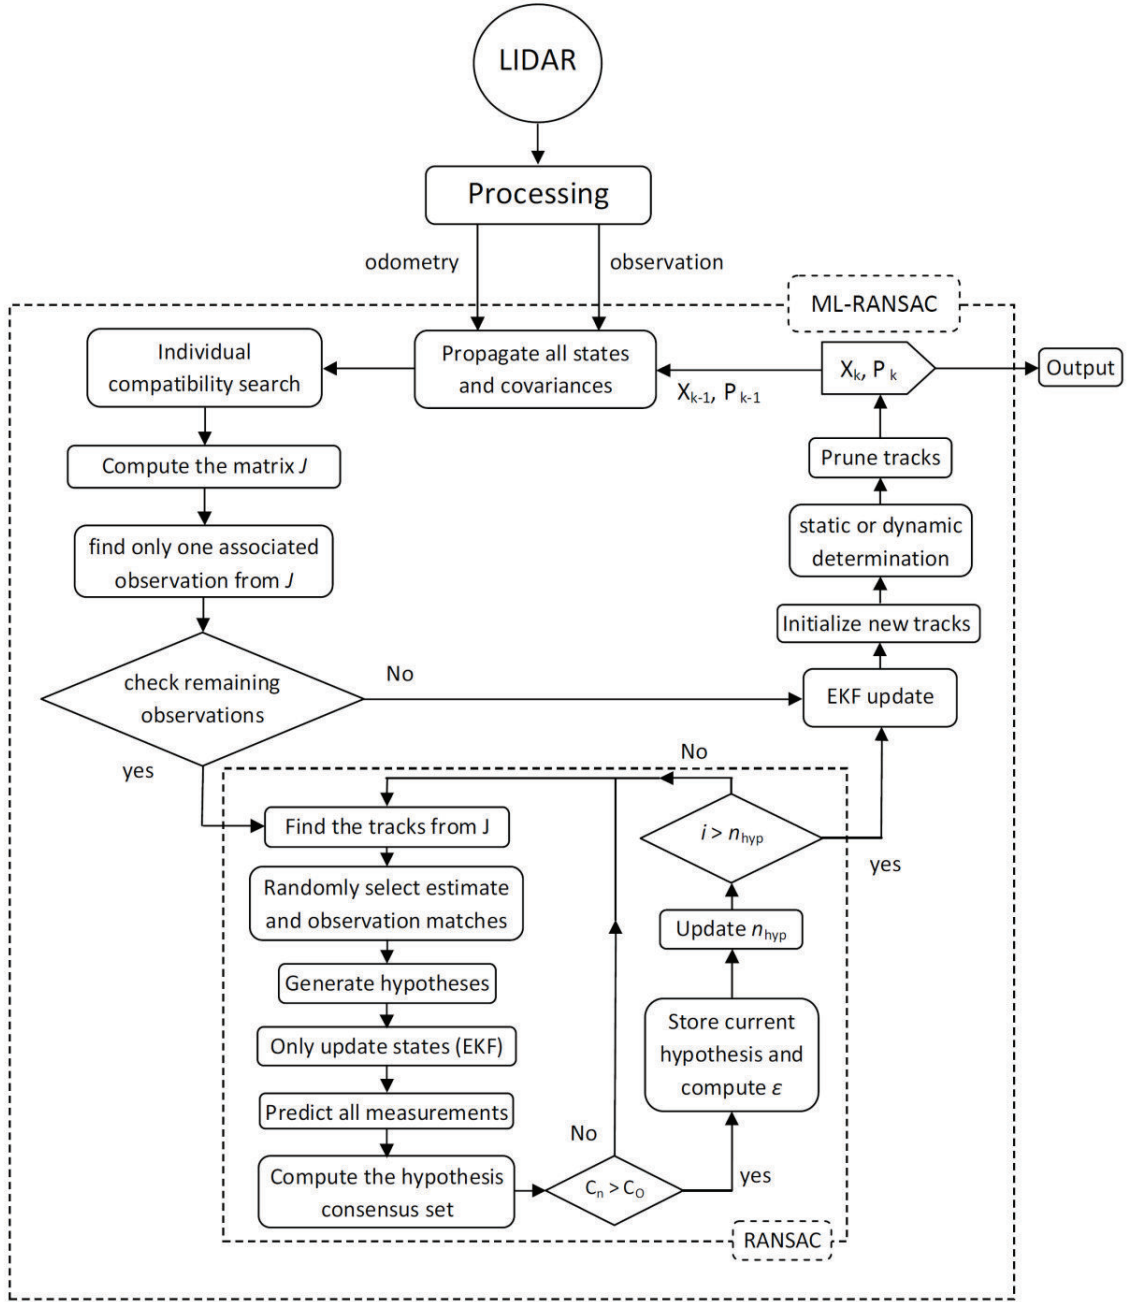 LIDAR
Processing
odometry
observation
ML-RANSAC
Individual
compatibility search
Propagate all states
and covariances
Xk-1, P k-1
Xk, P k
Output
Compute the matrix J
Prune tracks
find only one associated
observation from J
static or dynamic
determination
Initialize new tracks
check remaining
observations
No
EKF update
yes
No
Find the tracks from J
i > nhyp
yes
Randomly select estimate
and observation matches
Update nhyp
Generate hypotheses
Store current
hypothesis and
compute ε
Only update states (EKF)
Predict all measurements
No
Compute the hypothesis
consensus set
Cn > CO
yes
RANSAC